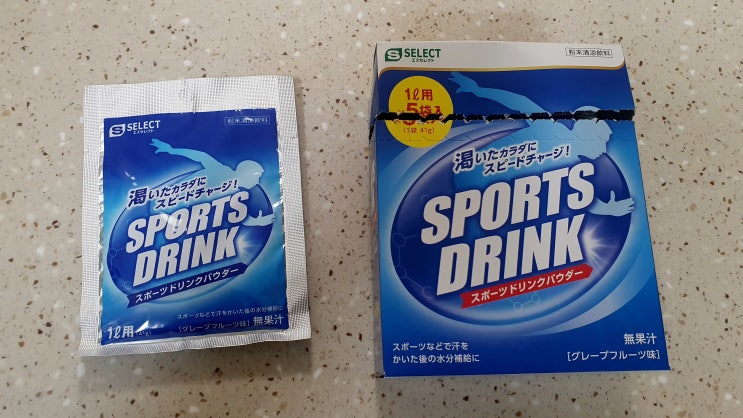 S SELECT
エスセレクト
粉末清涼飲料
渇いたカラダに
スピードチャージ!
SPORTS
DRINK
スポーツドリンクパウダー
スポーツなどで汗をかいた後の水分補給に
1ℓ用(41g)
[グレープフルーツ味]無果汁
S SELECT
エスセレクト
粉末清涼飲料
1ℓ用
5袋入
(1袋 41g)
渇いたカラダに
スピードチャージ!
SPORTS
DRINK
スポーツドリンクパウダー
スポーツなどで汗を
かいた後の水分補給に
無果汁
[グレープフルーツ味]